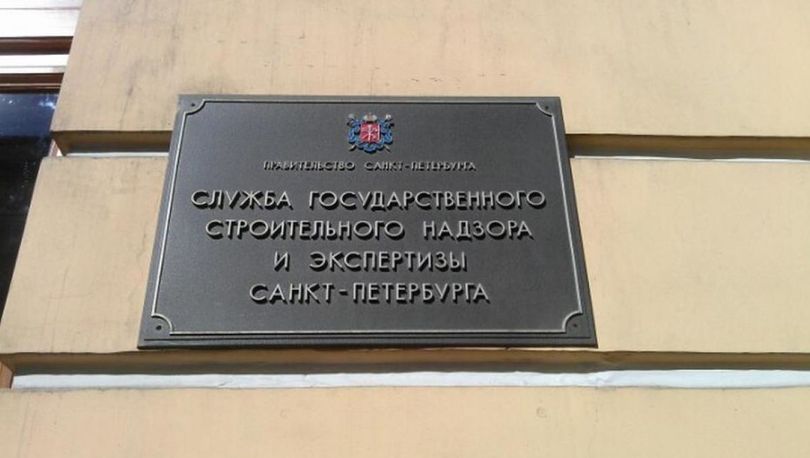 ПРАВИТЕЛЬСТВО САНКТ-ПЕТЕРБУРГА
СЛУЖБА ГОСУДАРСТВЕННОГО
СТРОИТЕЛЬНОГО НАДЗОРА
И ЭКСПЕРТИЗЫ
САНКТ-ПЕТЕРБУРГА